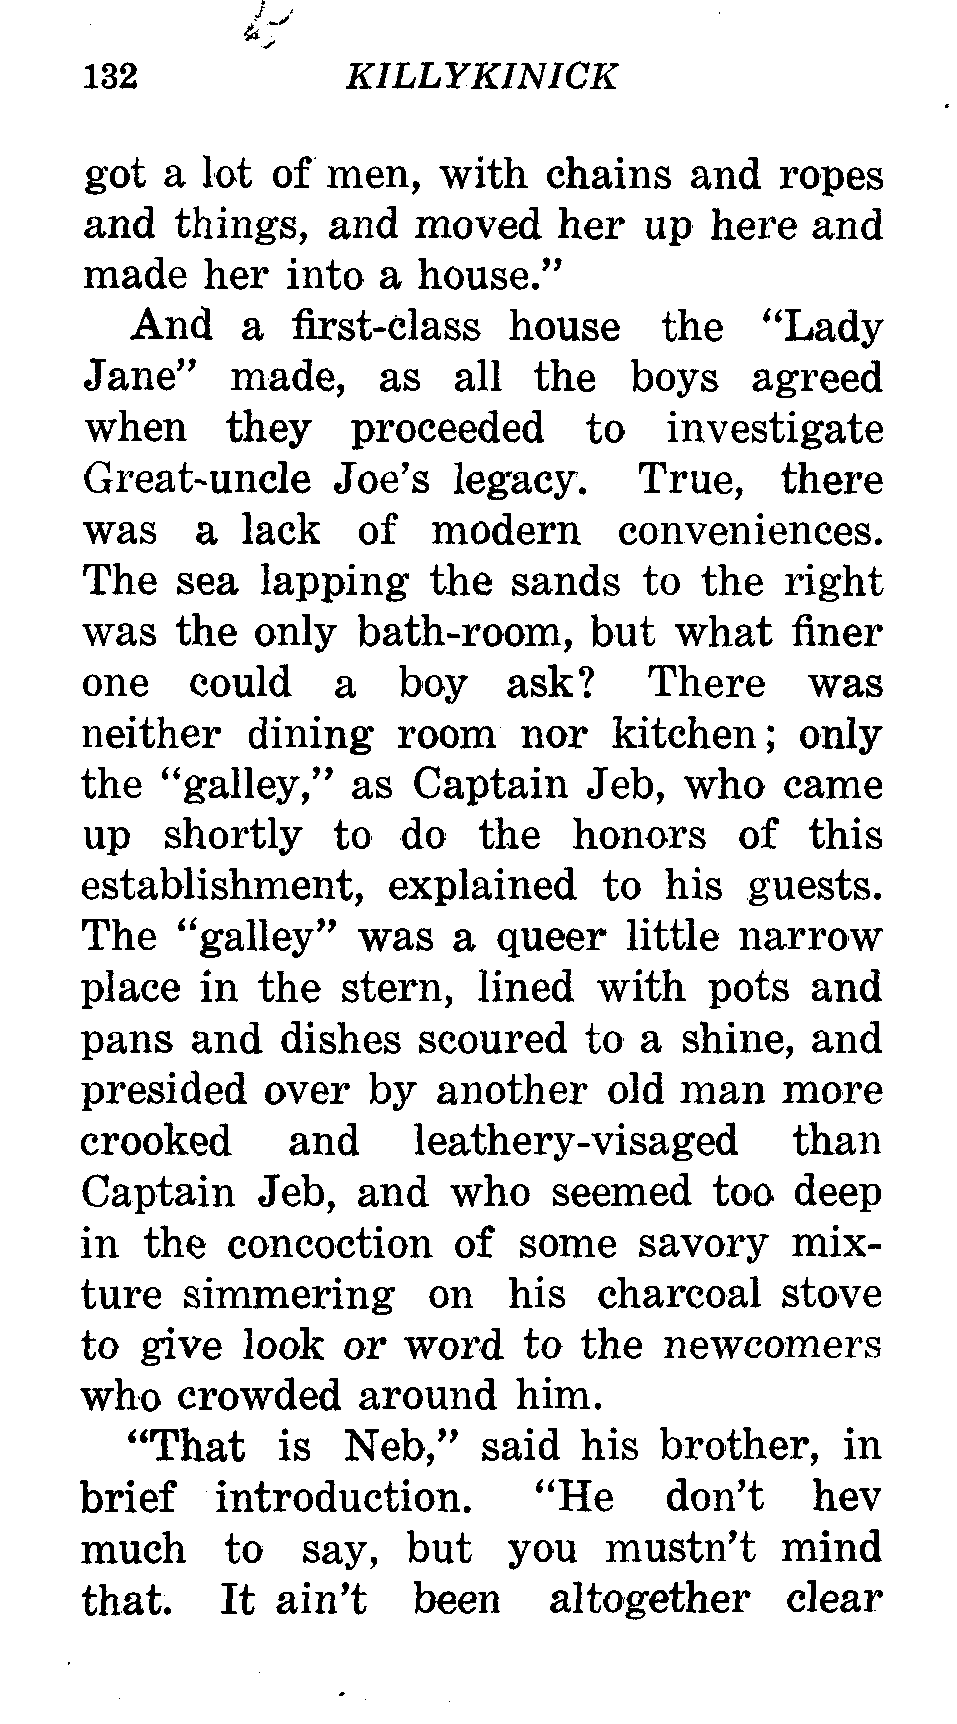 132 KILLYKINICK
got a lot of men, with chains and ropes
and things, and moved her up here and
made her into a house."
And a first-class house the "Lady
Jane" made, as all the boys agreed
when they proceeded to investigate
Great-uncle Joe's legacy. True, there
was a lack of modern conveniences.
The sea lapping the sands to the right
was the only bath-room, but what finer
one could a boy ask? There was
neither dining room nor kitchen; only
the "galley," as Captain Jeb, who came
up shortly to do the honors of this
establishment, explained to his guests.
The "galley" was a queer little narrow
place in the stern, lined with pots and
pans and dishes scoured to a shine, and
presided over by another old man more
crooked and leathery-visaged than
Captain Jeb, and who seemed too deep
in the concoction of some savory mix-
ture simmering on his charcoal stove
to give look or word to the newcomers
who crowded around him.
"That is Neb," said his brother, in
brief introduction. "He don't hev
much to say, but you mustn't mind
that. It ain't been altogether clear